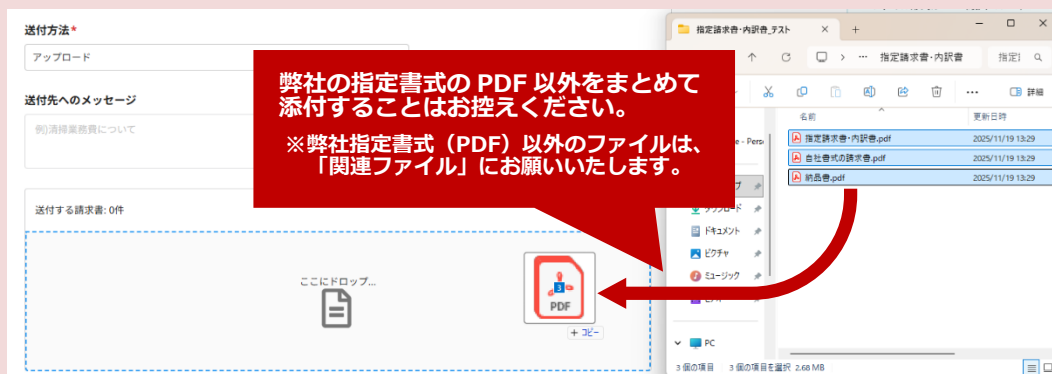 送付方法*
アップロード
送付先へのメッセージ
例)清掃業務費について
送付する請求書: 0件
ここにドロップ...
PDF
3
+ コピー
弊社の指定書式の PDF 以外をまとめて
添付することはお控えください。
※弊社指定書式（PDF）以外のファイルは、
「関連ファイル」にお願いいたします。
指定請求書・内訳書_テスト
指定請求書・内訳書
詳細
名前
更新日時
指定請求書・内訳書.pdf
2025/11/19 13:29
自社書式の請求書.pdf
2025/11/19 13:29
納品書.pdf
2025/11/19 13:29
e - Pers
ドキュメント
ピクチャ
ミュージック
PC
3 個の項目
3 個の項目を選択 2.68 MB